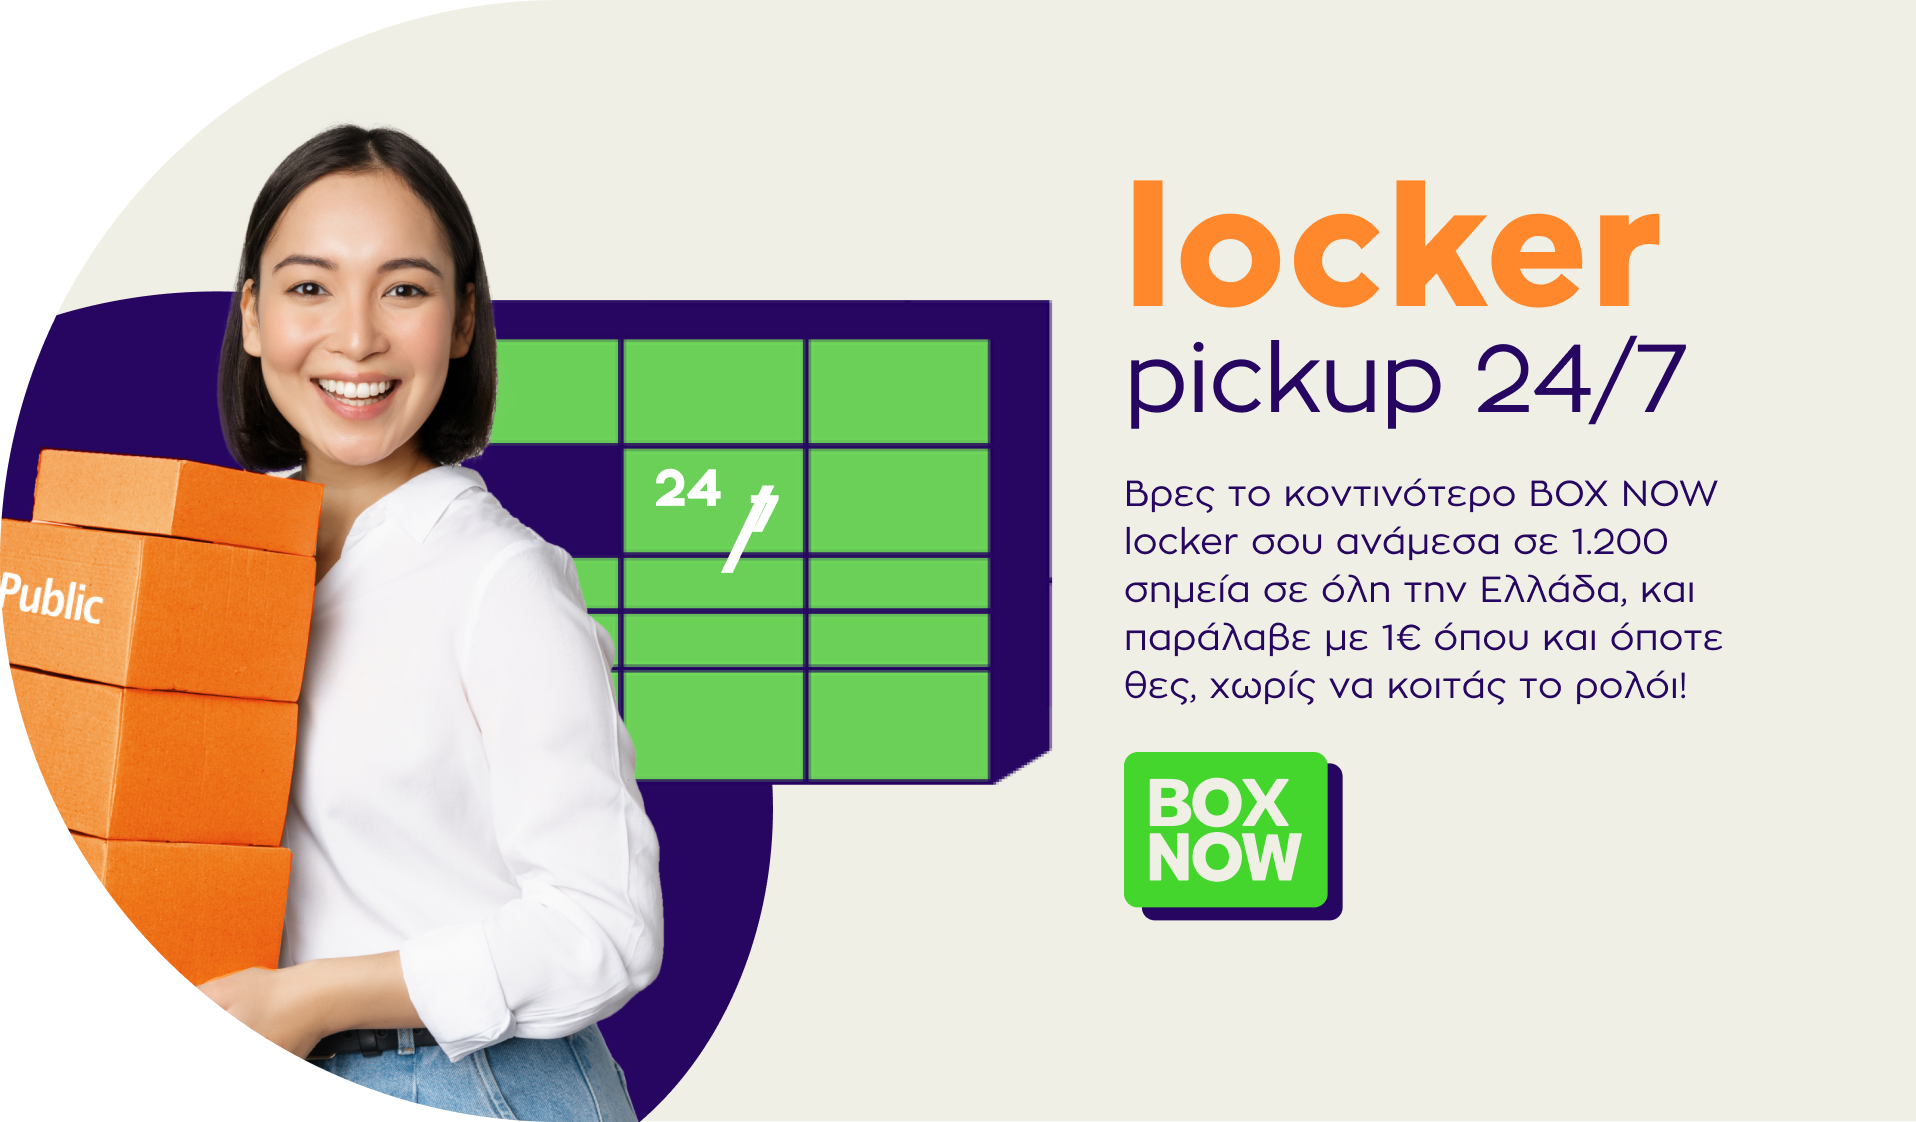 locker
pickup 24/7
Βρες το κοντινότερο BOX NOW
locker σου ανάμεσα σε 1.200
σημεία σε όλη την Ελλάδα, και
παράλαβε με 1€ όπου και όποτε
θες, χωρίς να κοιτάς το ρολόι!
BOX
NOW
24/
Public